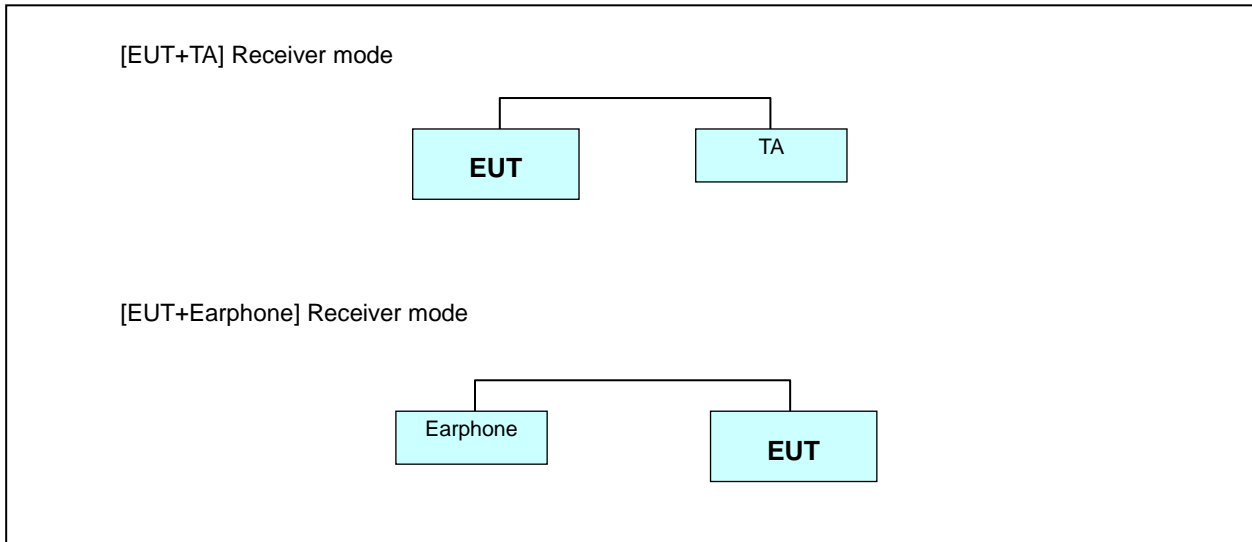 [EUT+TA] Receiver mode
EUT
TA
[EUT+Earphone] Receiver mode
Earphone
EUT